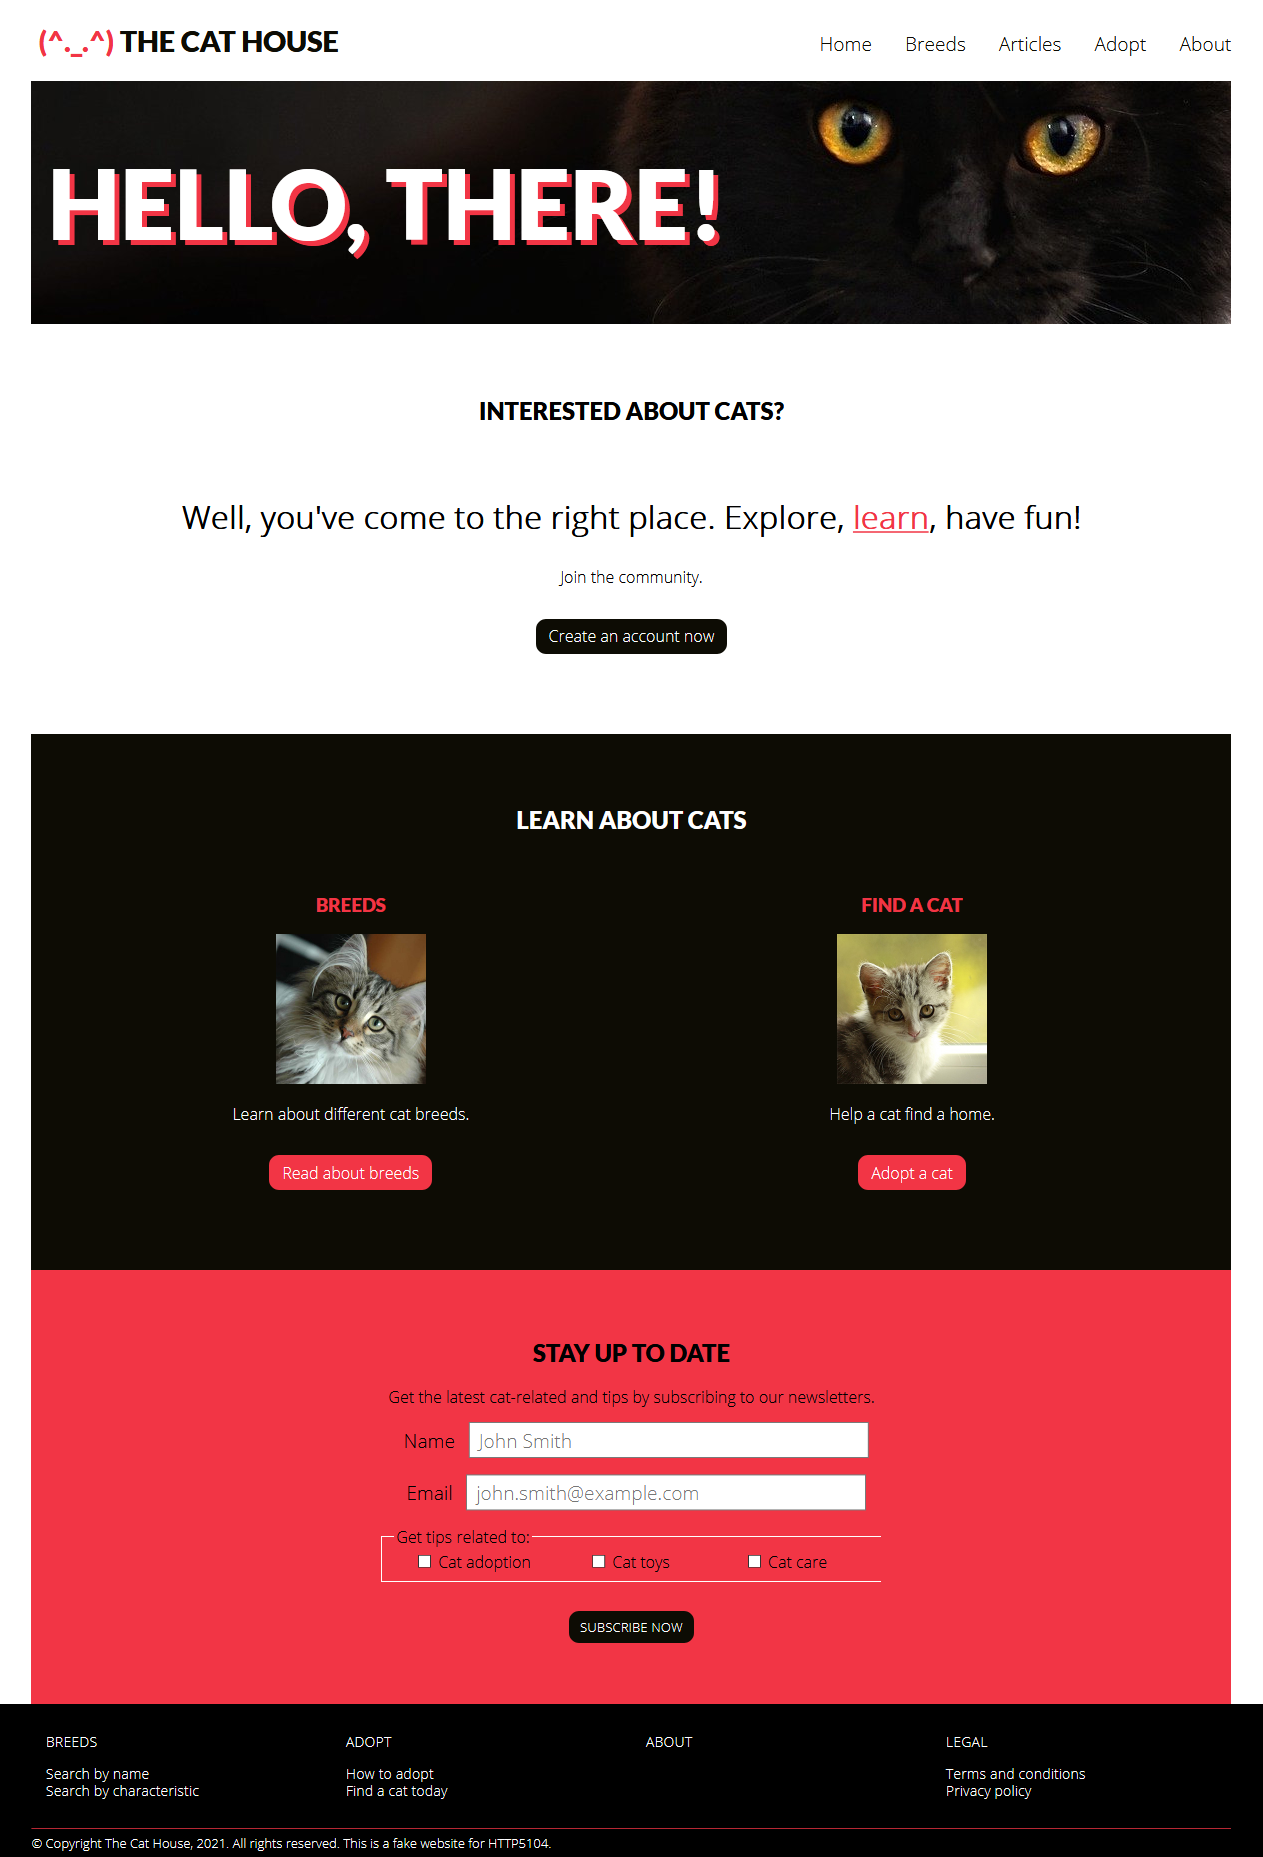 (^._.^) THE CAT HOUSE
Home Breeds Articles Adopt About
HELLO, THERE!
INTERESTED ABOUT CATS?
Well, you've come to the right place. Explore, learn, have fun!
Join the community.
Create an account now
LEARN ABOUT CATS
BREEDS
Learn about different cat breeds.
Read about breeds
FIND A CAT
Help a cat find a home.
Adopt a cat
STAY UP TO DATE
Get the latest cat-related and tips by subscribing to our newsletters.
Name John Smith
Email john.smith@example.com
Get tips related to:
Cat adoption Cat toys Cat care
SUBSCRIBE NOW
BREEDS
Search by name
Search by characteristic
ADOPT
How to adopt
Find a cat today
ABOUT
LEGAL
Terms and conditions
Privacy policy
© Copyright The Cat House, 2021. All rights reserved. This is a fake website for HTTP5104.